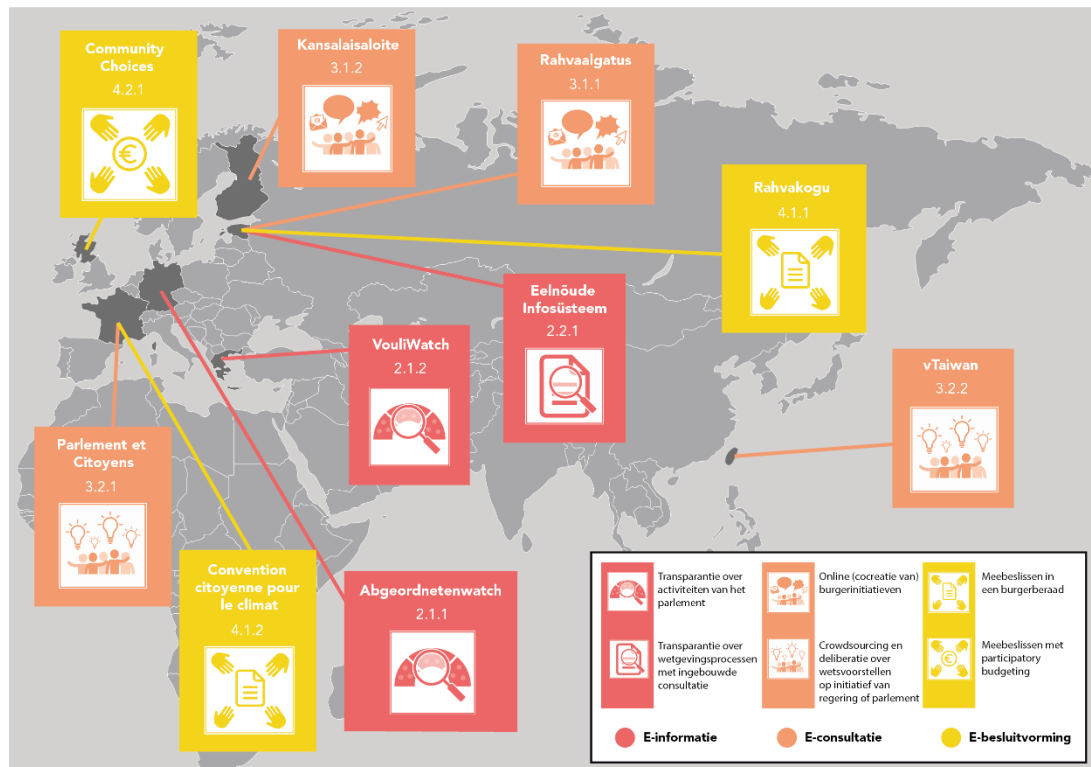 Community
Choices
4.2.1
Kansalaisaloite
3.1.2
Rahvaalgatus
3.1.1
Rahvakogu
4.1.1
Eelnõude
Infosüsteem
2.2.1
VouliWatch
2.1.2
vTaiwan
3.2.2
Parlement et
Citoyens
3.2.1
Convention
citoyenne pour
le climat
4.1.2
Abgeordnetenwatch
2.1.1
Transparantie over
activiteiten van het
parlement
Online (cocreatie van)
burgerinitiatieven
Meebeslissen in
een burgerberaad
Transparantie over
wetgevingsprocessen
met ingebouwde
consultatie
Crowdsourcing en
deliberatie over
wetsvoorstellen
op initiatief van
regering of parlement
Meebeslissen met
participatory
budgeting
E-informatie
E-consultatie
E-besluitvorming